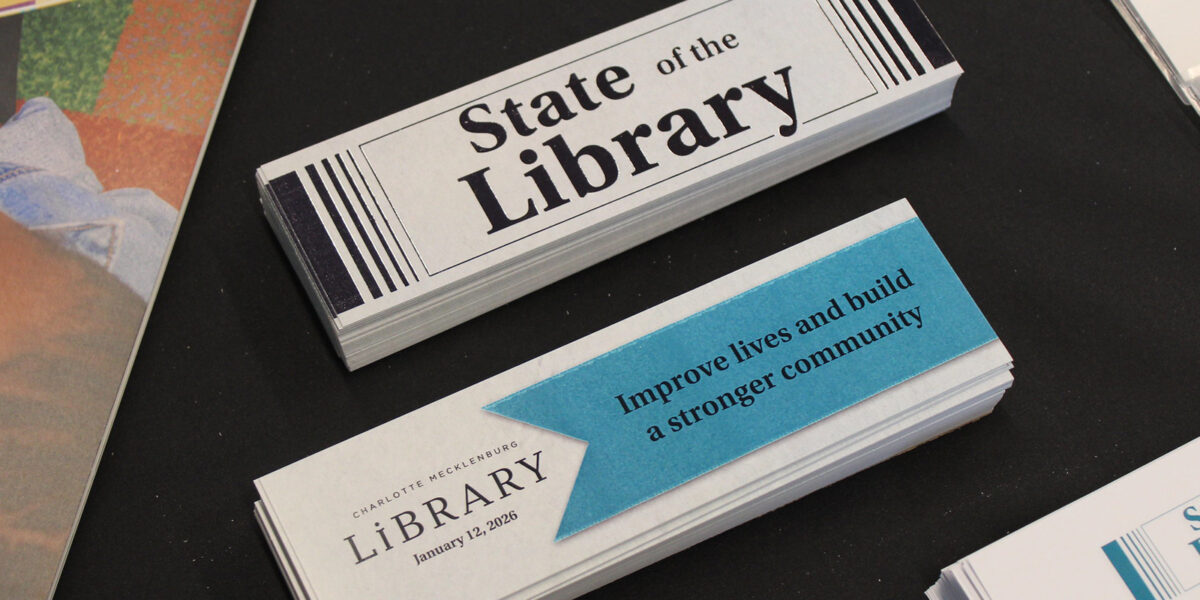 State of the
Library
Improve lives and build
a stronger community
CHARLOTTE MECKLENBURG
LiBRARY
January 12, 2026